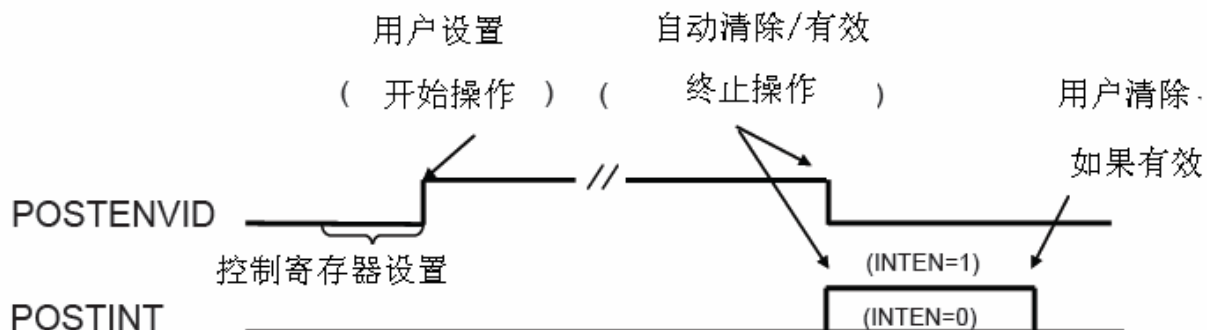 用户设置
自动清除/有效
( 开始操作 ) ( 终止操作 )
用户清除
如果有效
POSTENVID
控制寄存器设置
(INTEN=1)
POSTINT
(INTEN=0)